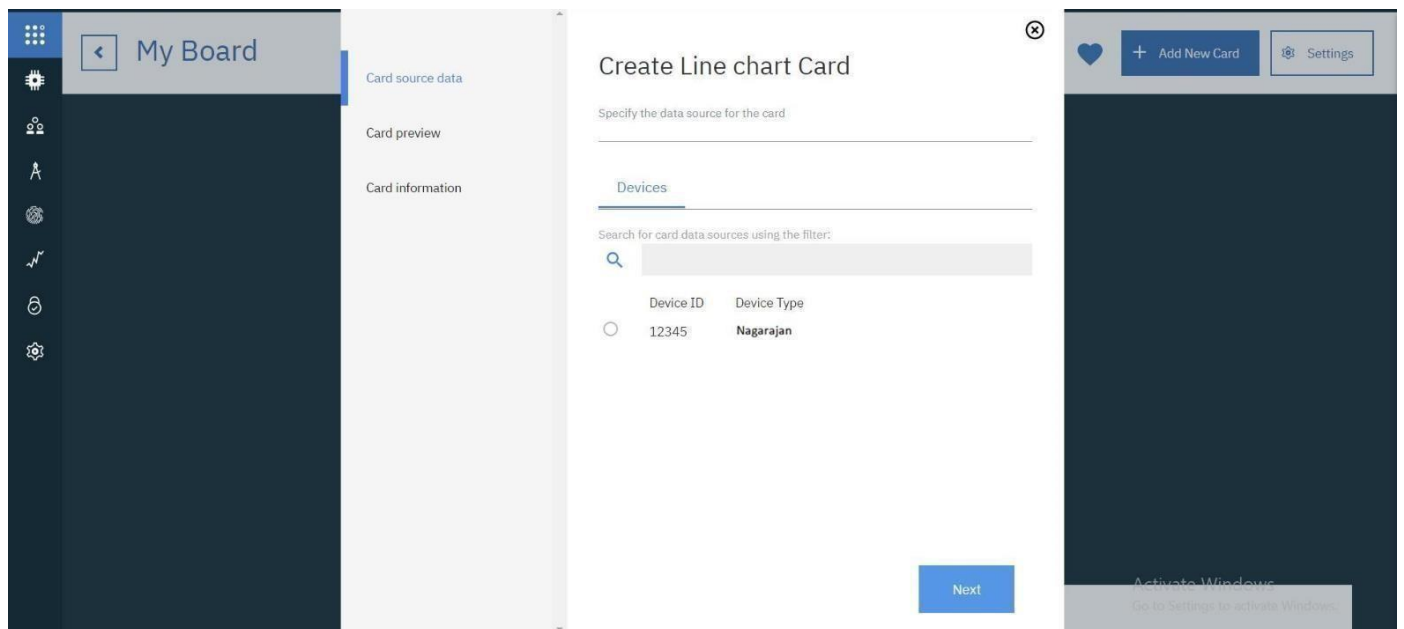 My Board
Card source data
Card preview
Card information
Create Line chart Card
Specify the data source for the card
Devices
Search for card data sources using the filter:
Device ID Device Type
12345 Nagarajan
Next
+ Add New Card
Settings
Activate Windows
Go to Settings to activate Windows.